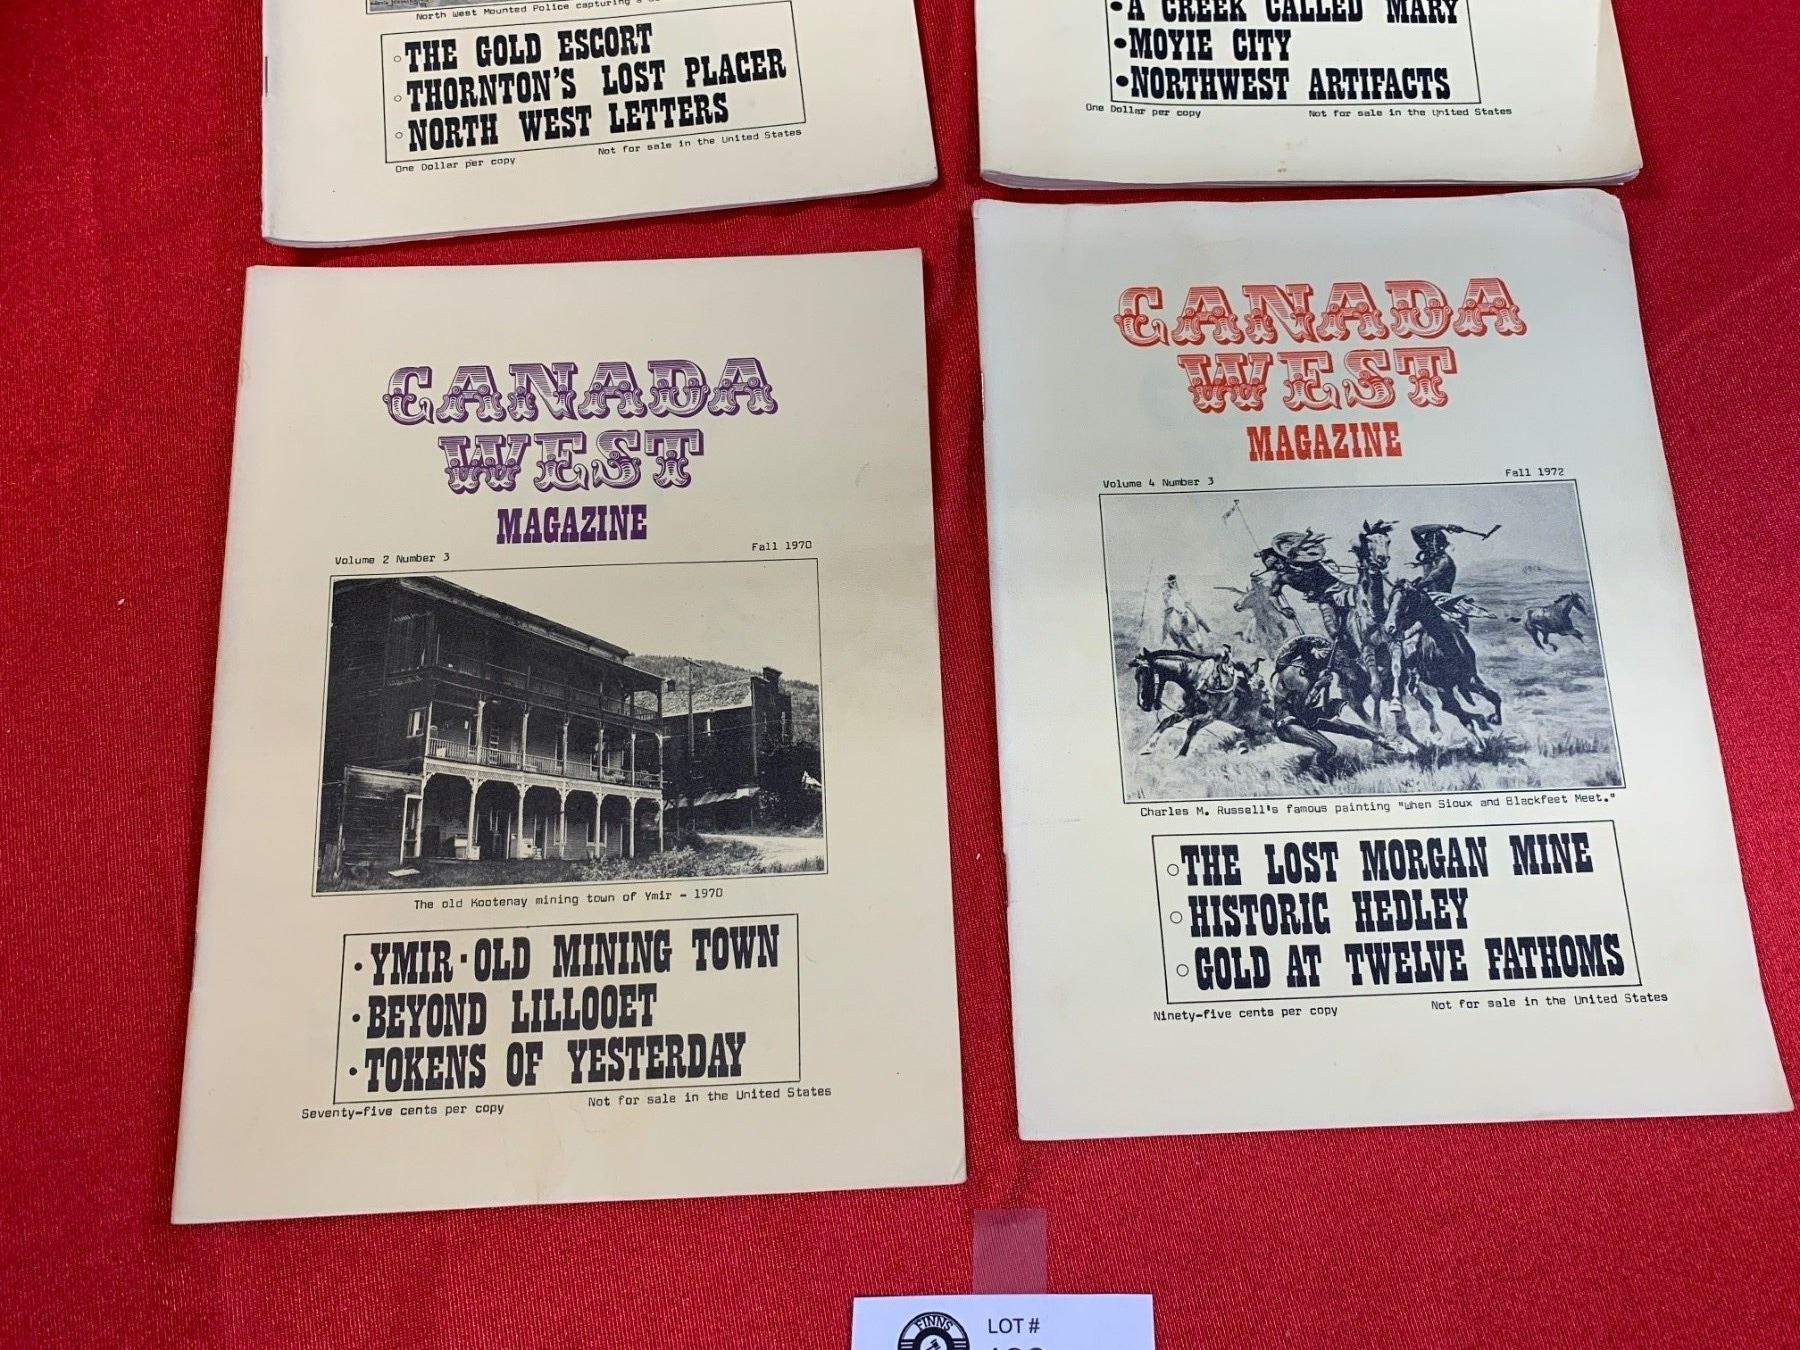 North West Mounted Police capturing a
• THE GOLD ESCORT
• THORNTON'S LOST PLACER
• NORTH WEST LETTERS
One Dollar per copy Not for sale in the United States
• A CREEK CALLED MARY
• MOYIE CITY
• NORTHWEST ARTIFACTS
One Dollar per copy Not for sale in the United States
CANADA
WEST
MAGAZINE
Volume 2 Number 3 Fall 1970
The old Kootenay mining town of Ymir - 1970
• YMIR • OLD MINING TOWN
• BEYOND LILLOOET
• TOKENS OF YESTERDAY
Seventy-five cents per copy Not for sale in the United States
CANADA
WEST
MAGAZINE
Volume 4 Number 3 Fall 1972
Charles M. Russell's famous painting "When Sioux and Blackfeet Meet."
○ THE LOST MORGAN MINE
○ HISTORIC HEDLEY
○ GOLD AT TWELVE FATHOMS
Ninety-five cents per copy Not for sale in the United States
FINNS
LOT #